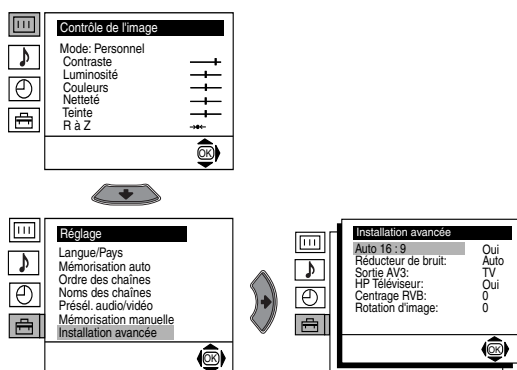 Contrôle de l'image
Mode: Personnel
Contraste
Luminosité
Couleurs
Netteté
Teinte
R à Z
OK
Réglage
Langue/Pays
Mémorisation auto
Ordre des chaînes
Noms des chaînes
Présél. audio/vidéo
Mémorisation manuelle
Installation avancée
OK
Installation avancée
Auto 16 : 9 Oui
Réducteur de bruit: Auto
Sortie AV3: TV
HP Téléviseur: Oui
Centrage RVB: 0
Rotation d'image: 0
OK